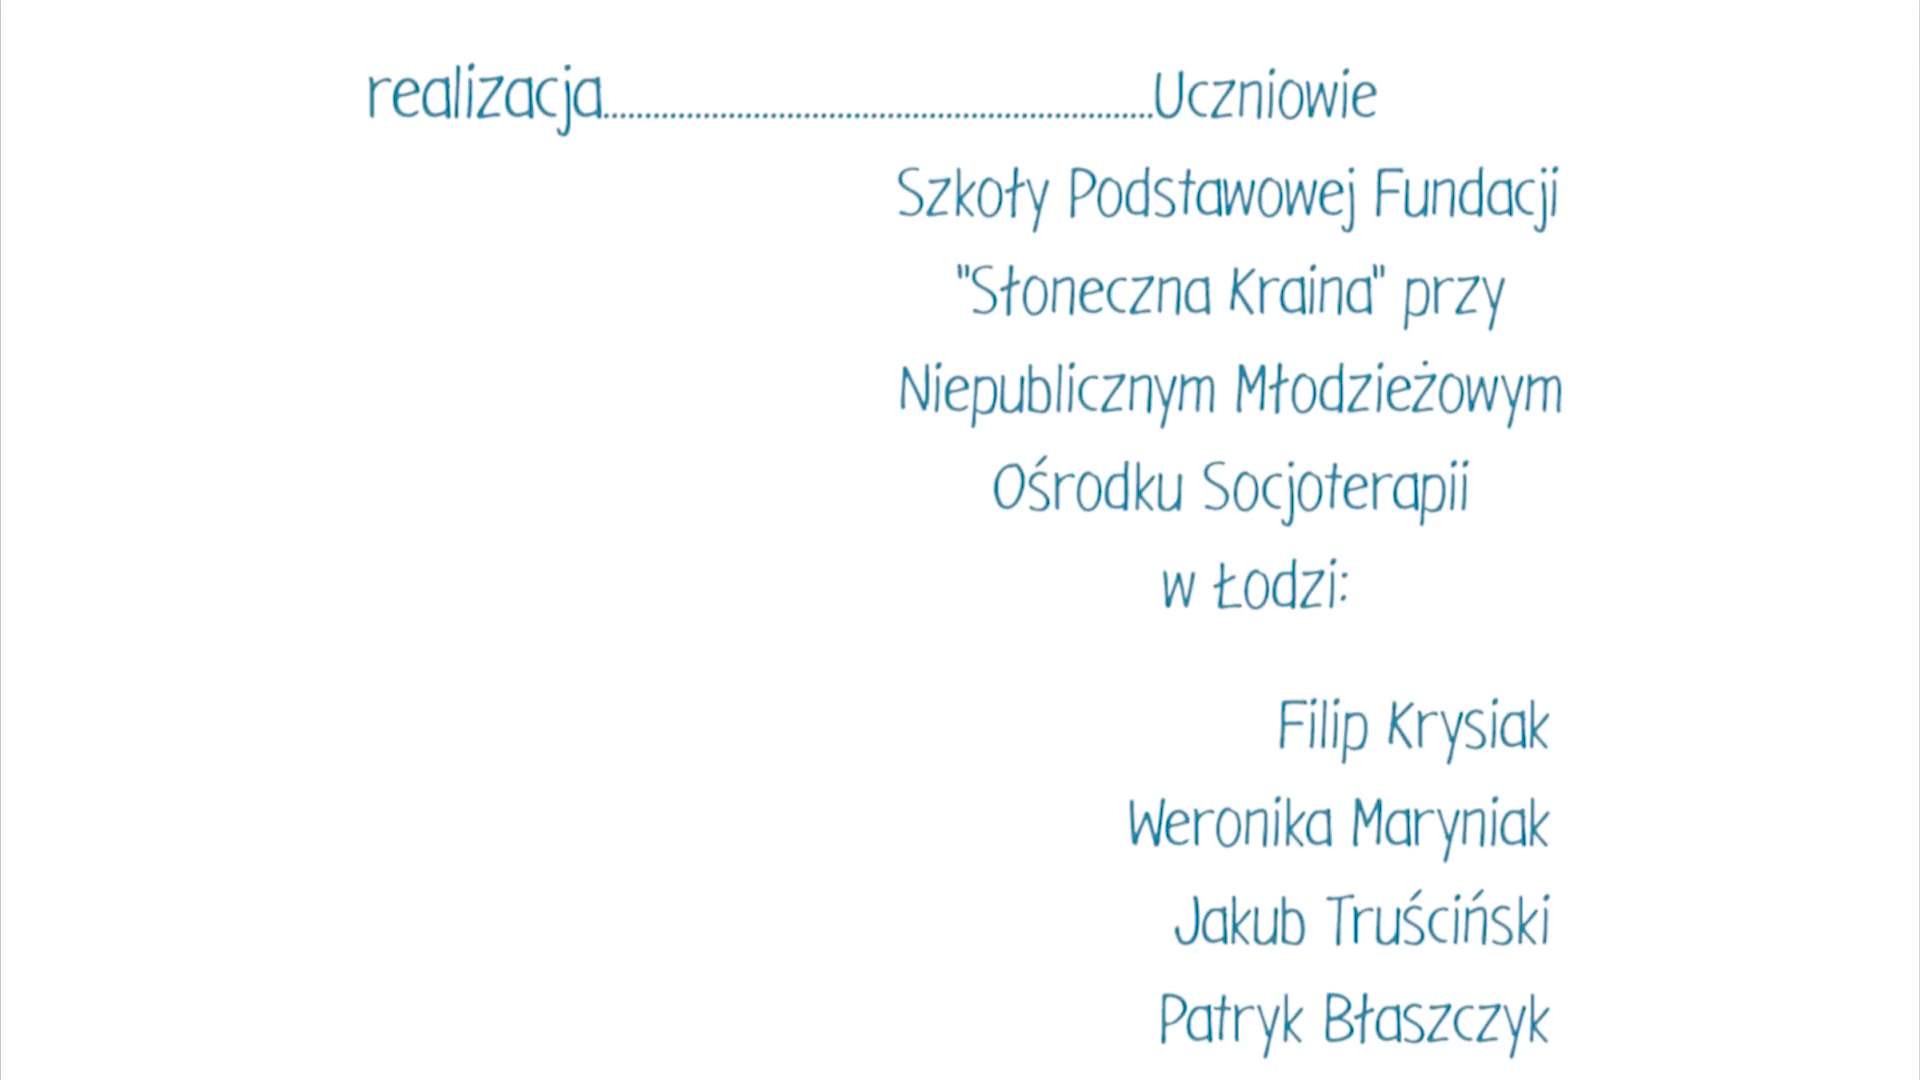 realizacja.................................................................Uczniowie
Szkoły Podstawowej Fundacji
"Słoneczna Kraina" przy
Niepublicznym Młodzieżowym
Ośrodku Socjoterapii
w Łodzi:
Filip Krysiak
Weronika Maryniak
Jakub Truściński
Patryk Błaszczyk